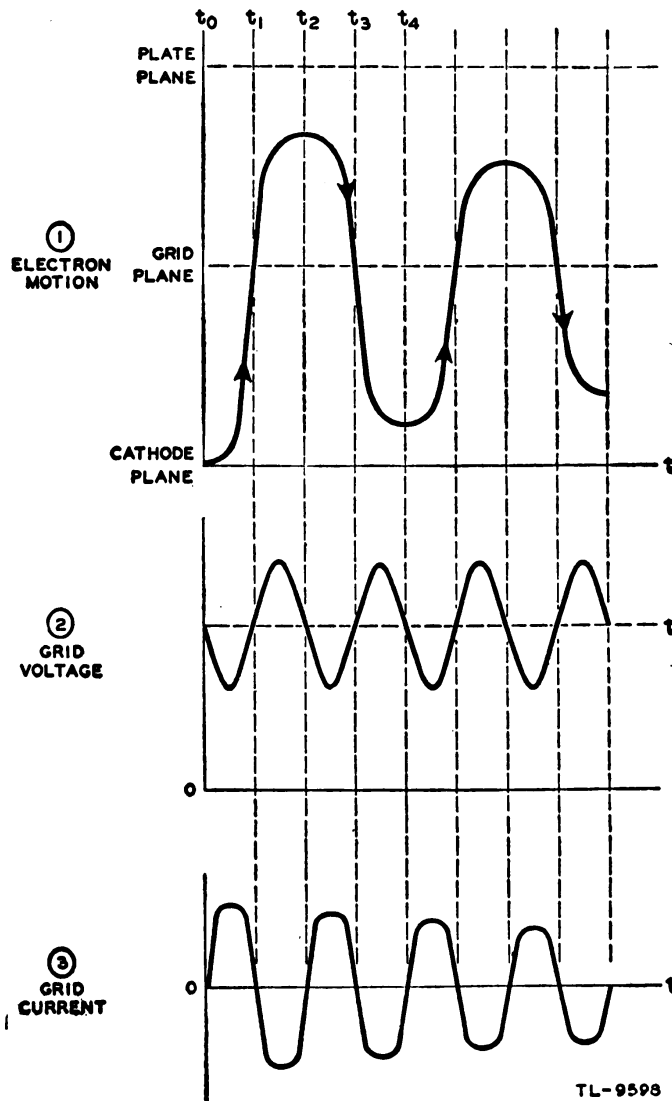 t₀ t₁ t₂ t₃ t₄
PLATE
PLANE
①
ELECTRON
MOTION
GRID
PLANE
CATHODE
PLANE
t
②
GRID
VOLTAGE
t
0
③
GRID
CURRENT
0
t
TL-9598